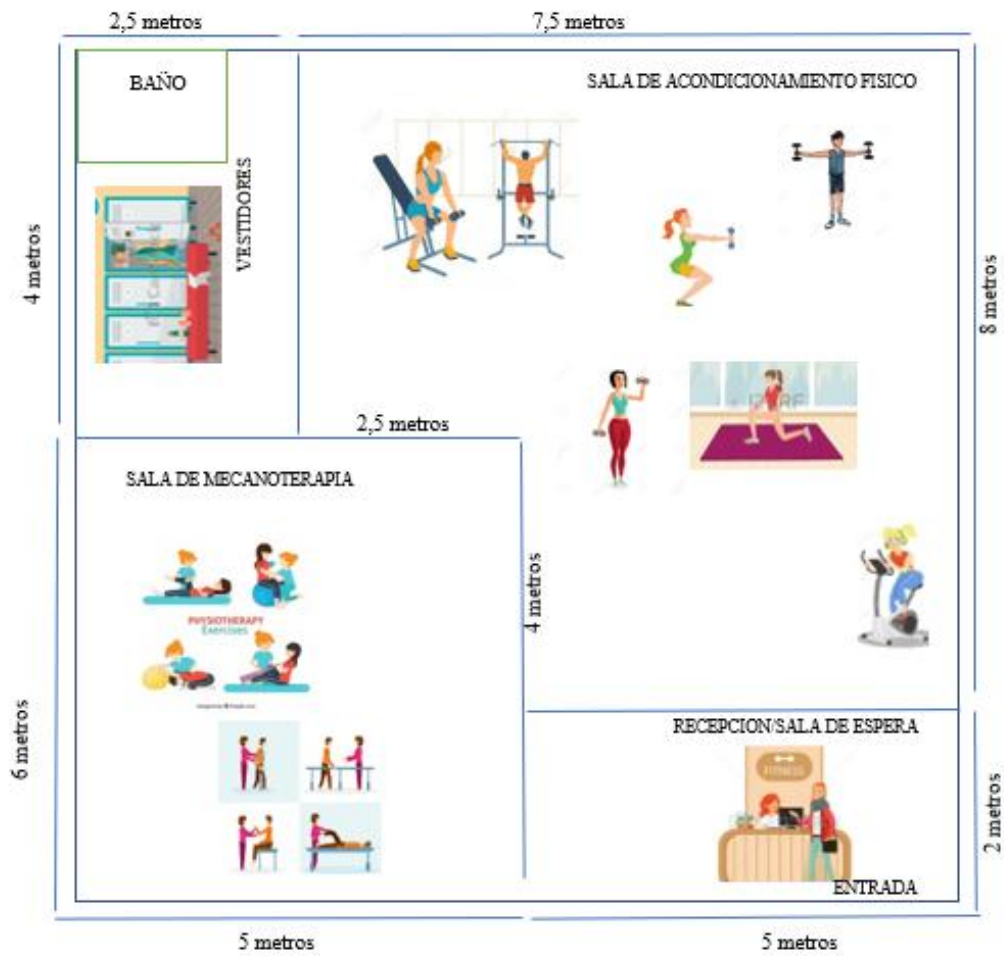 2,5 metros
7,5 metros
BAÑO
SALA DE ACONDICIONAMIENTO FISICO
VESTIDORES
4 metros
8 metros
2,5 metros
SALA DE MECANOTERAPIA
4 metros
PHYSIOTHERAPY
Exercises
6 metros
RECEPCION/SALA DE ESPERA
FITNESS
2 metros
ENTRADA
5 metros
5 metros